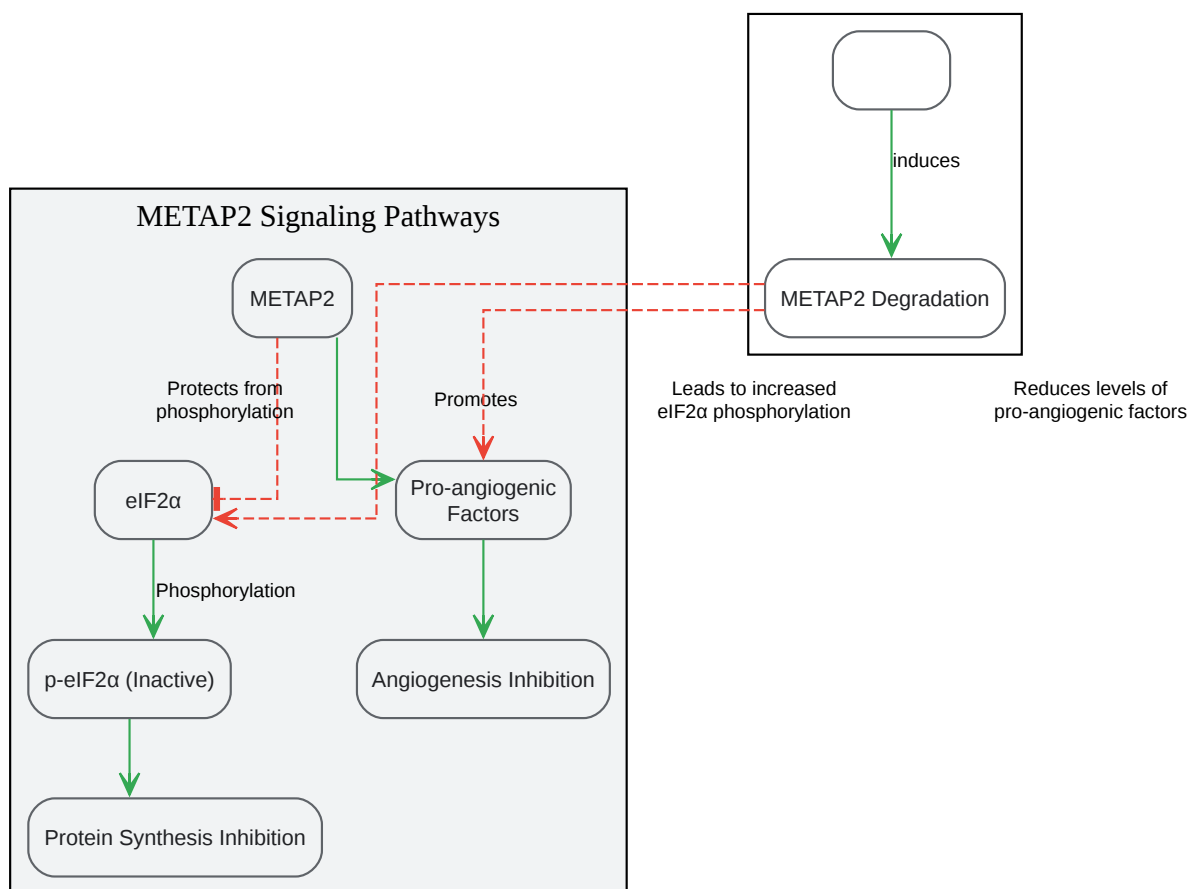 induces
METAP2 Signaling Pathways
METAP2
METAP2 Degradation
Protects from
phosphorylation
Promotes
Leads to increased
eIF2α phosphorylation
Reduces levels of
pro-angiogenic factors
eIF2α
Pro-angiogenic
Factors
Phosphorylation
p-eIF2α (Inactive)
Angiogenesis Inhibition
Protein Synthesis Inhibition